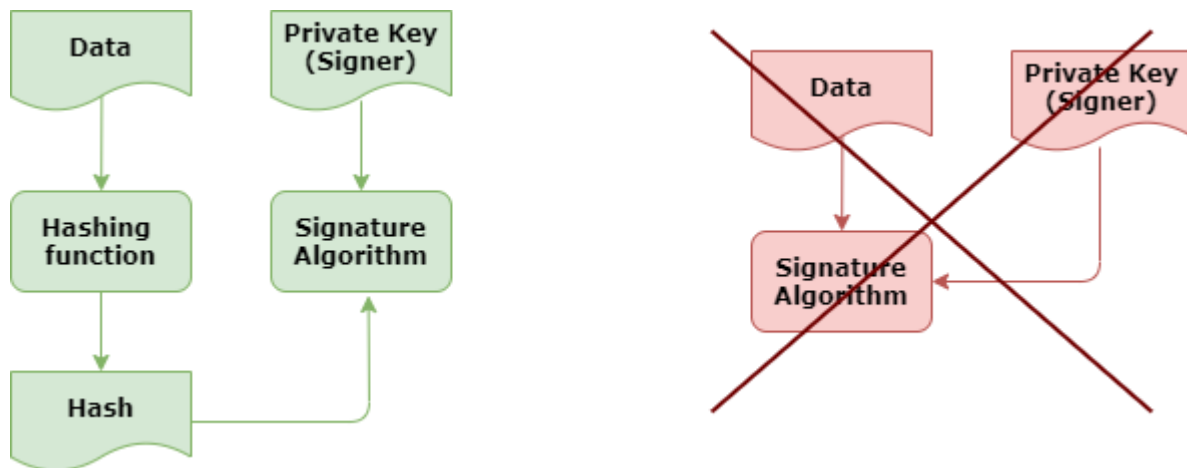 Data
Private Key
(Signer)
Hashing
function
Signature
Algorithm
Hash
Data
Private Key
(Signer)
Signature
Algorithm